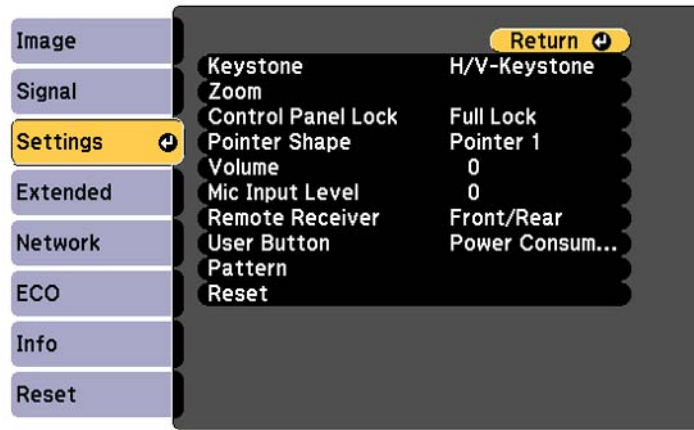 Image
Signal
Settings
Extended
Network
ECO
Info
Reset
Return
Keystone H/V-Keystone
Zoom
Control Panel Lock Full Lock
Pointer Shape Pointer 1
Volume 0
Mic Input Level 0
Remote Receiver Front/Rear
User Button Power Consum...
Pattern
Reset